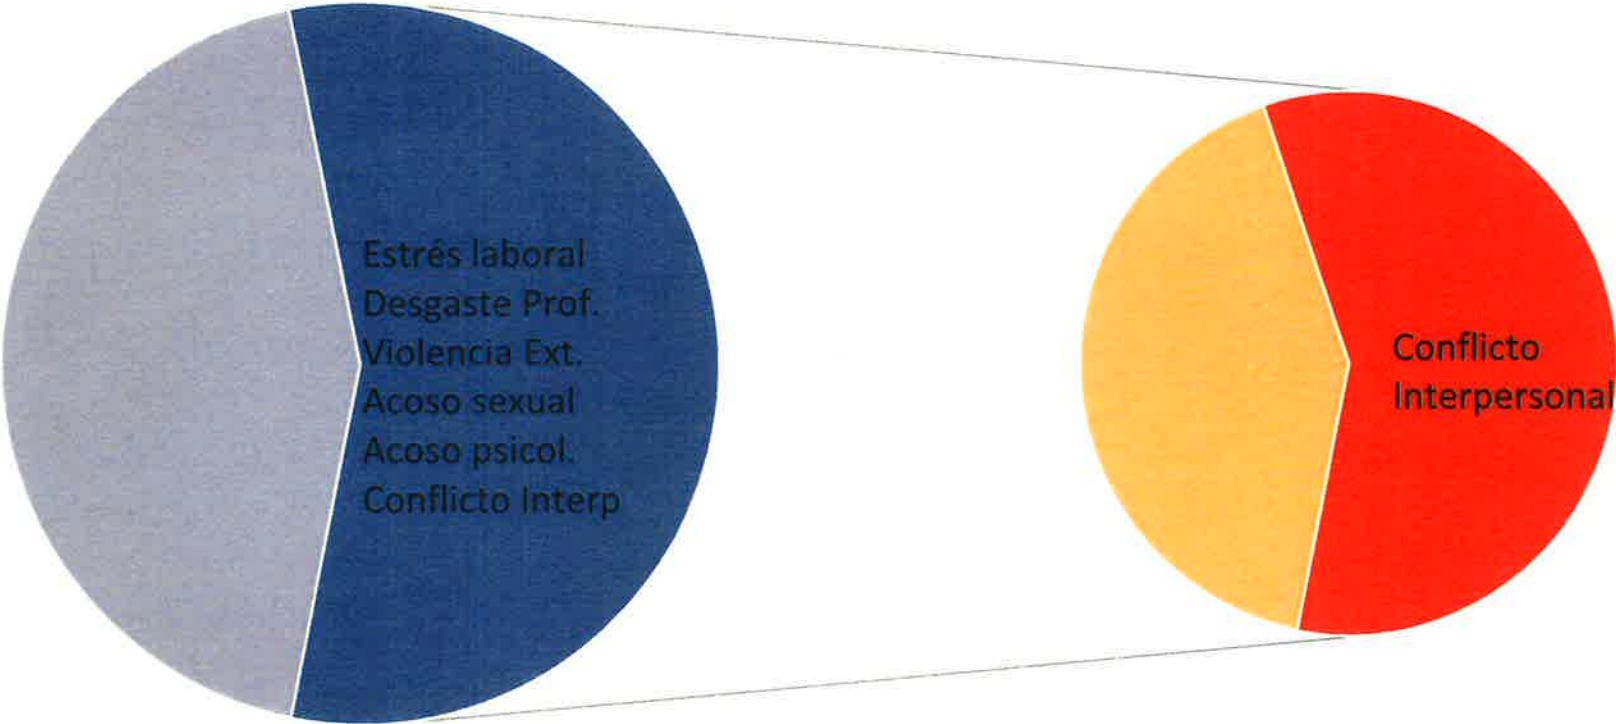 Estrés laboral
Desgaste Prof.
Violencia Ext.
Acoso sexual
Acoso psicol.
Conflicto Interp
Conflicto
Interpersonal